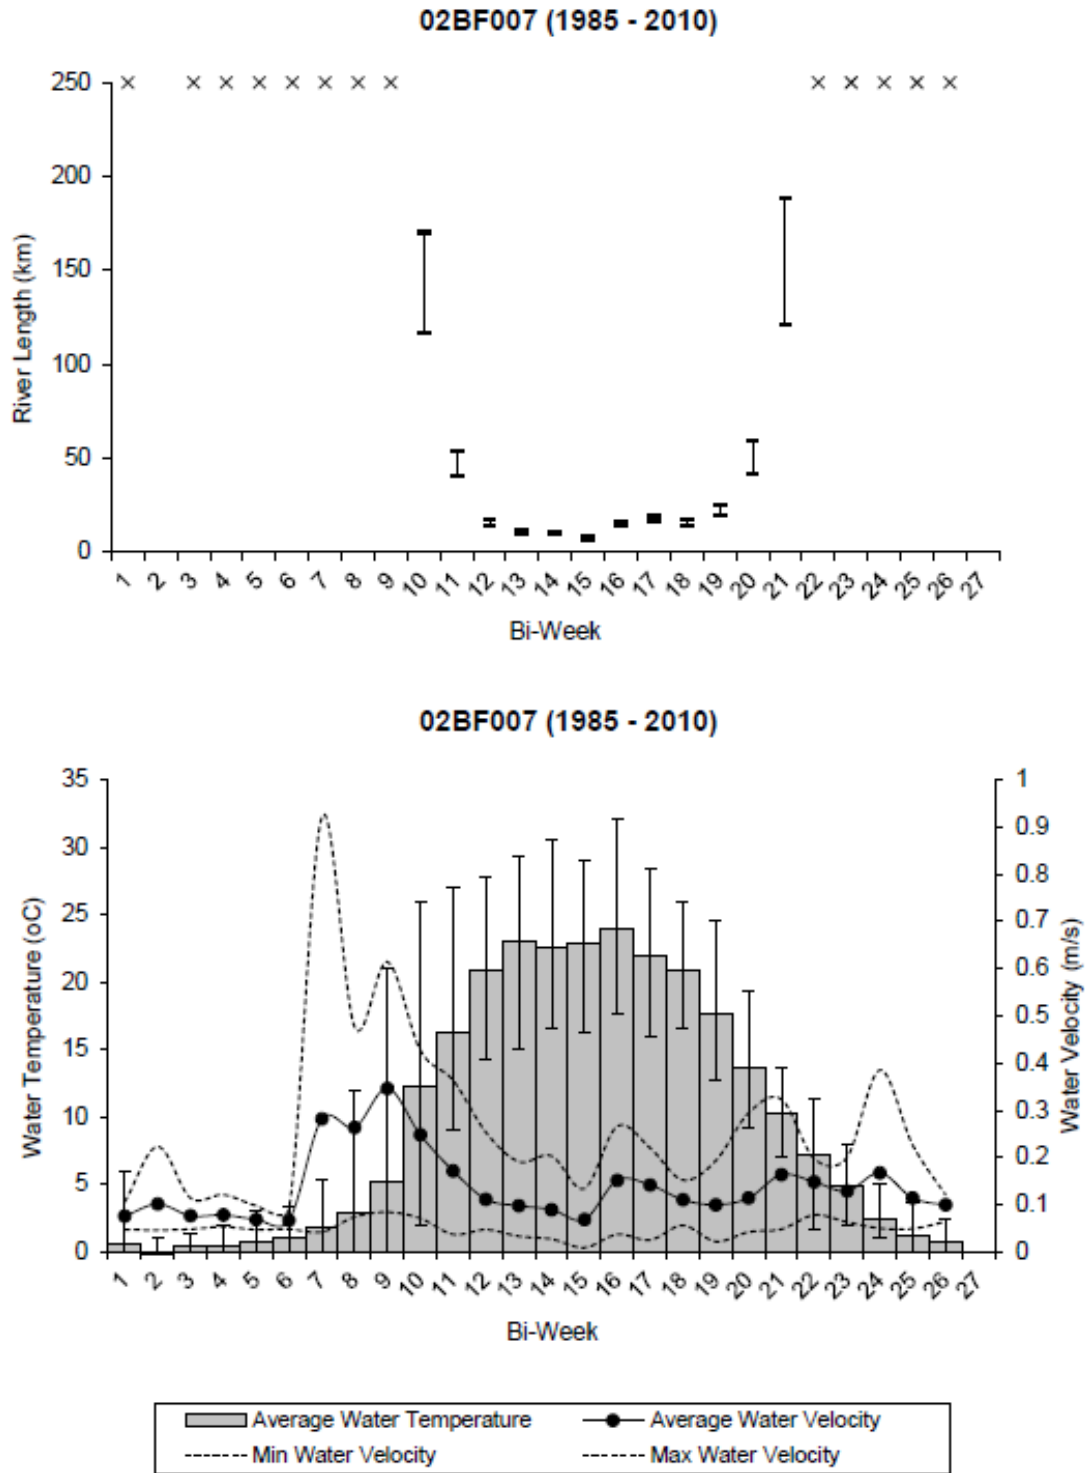 02BF007 (1985 - 2010)
250
200
150
100
50
0
River Length (km)
1 2 3 4 5 6 7 8 9 10 11 12 13 14 15 16 17 18 19 20 21 22 23 24 25 26 27
Bi-Week
02BF007 (1985 - 2010)
35
30
25
20
15
10
5
0
Water Temperature (oC)
1
0.9
0.8
0.7
0.6
0.5
0.4
0.3
0.2
0.1
0
Water Velocity (m/s)
1 2 3 4 5 6 7 8 9 10 11 12 13 14 15 16 17 18 19 20 21 22 23 24 25 26 27
Bi-Week
Average Water Temperature Average Water Velocity
Min Water Velocity Max Water Velocity